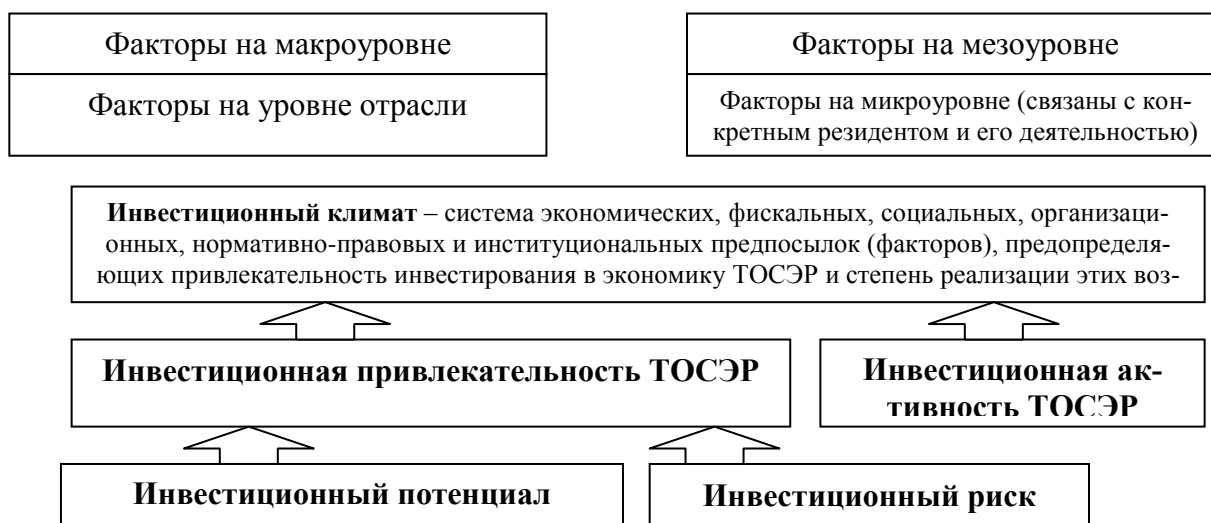 Факторы на макроуровне
Факторы на уровне отрасли
Факторы на мезоуровне
Факторы на микроуровне (связаны с кон-
кретным резидентом и его деятельностью)
Инвестиционный климат – система экономических, фискальных, социальных, организаци-
онных, нормативно-правовых и институциональных предпосылок (факторов), предопределя-
ющих привлекательность инвестирования в экономику ТОСЭР и степень реализации этих воз-
Инвестиционная привлекательность ТОСЭР
Инвестиционная ак-
тивность ТОСЭР
Инвестиционный потенциал
Инвестиционный риск